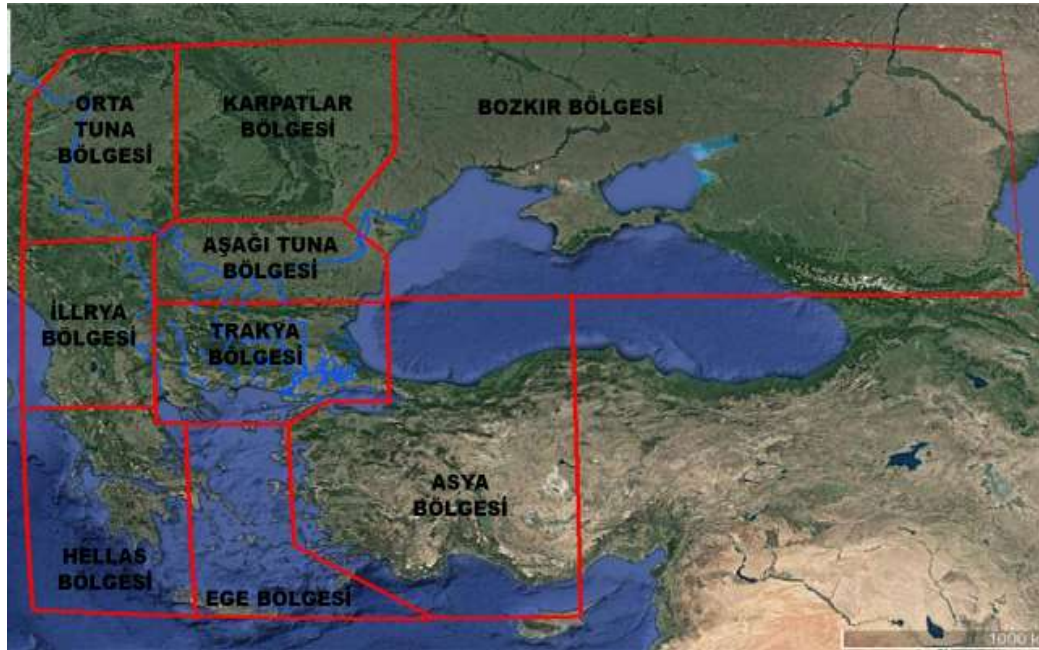 ORTA
TUNA
BÖLGESİ
KARPATLAR
BÖLGESİ
BOZKIR BÖLGESİ
AŞAĞI TUNA
BÖLGESİ
İLLRYA
BÖLGESİ
TRAKYA
BÖLGESİ
ASYA
BÖLGESİ
HELLAS
BÖLGESİ
EGE BÖLGESİ
1000 k